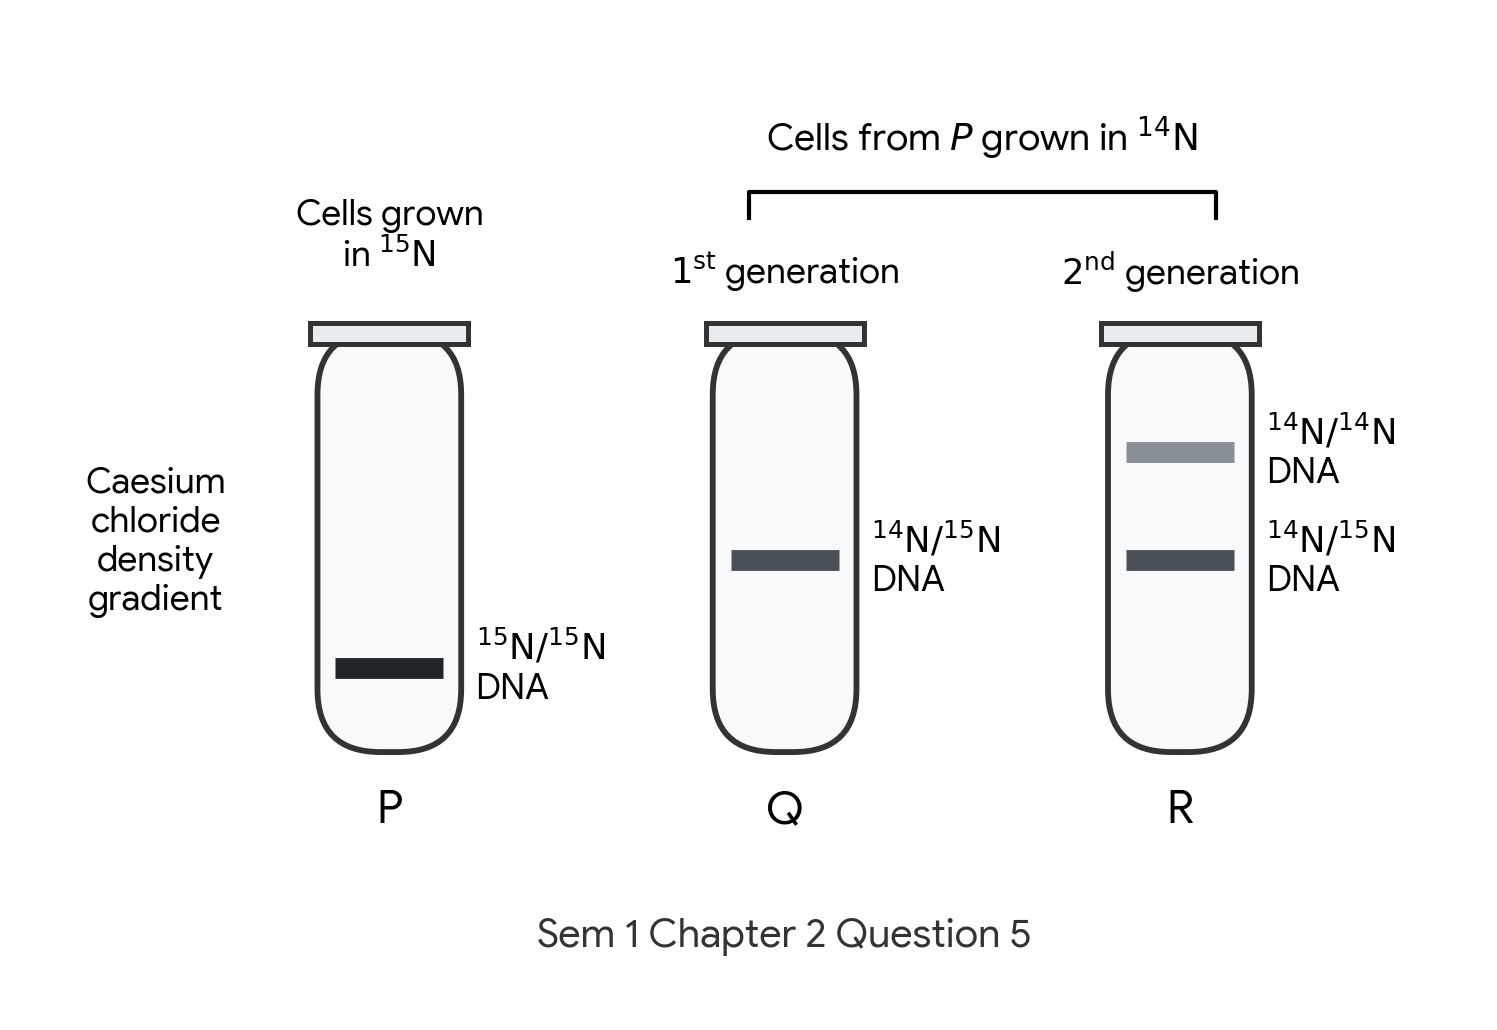 Cells from P grown in ¹⁴N
Cells grown
in ¹⁵N
1ˢᵗ generation
2ⁿᵈ generation
Caesium
chloride
density
gradient
¹⁵N/¹⁵N
DNA
¹⁴N/¹⁵N
DNA
¹⁴N/¹⁴N
DNA
¹⁴N/¹⁵N
DNA
P
Q
R
Sem 1 Chapter 2 Question 5